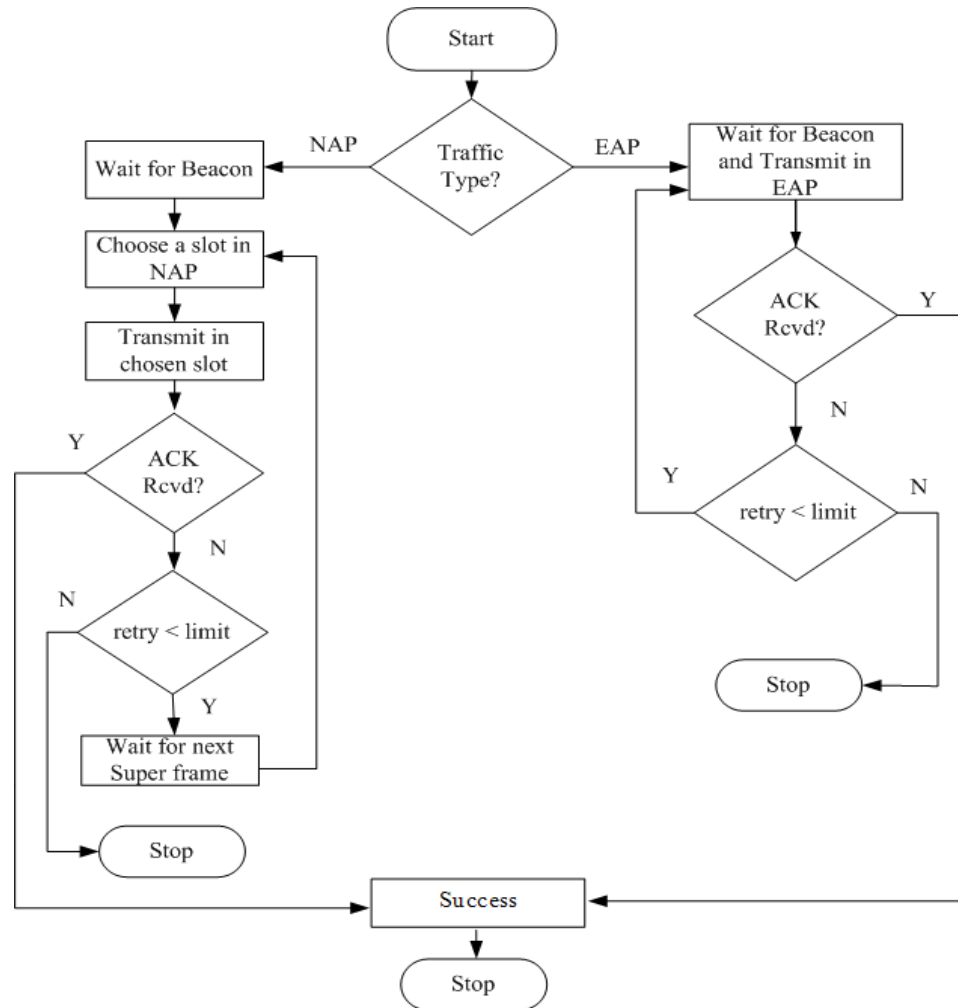 Start
NAP
Traffic
Type?
EAP
Wait for Beacon
and Transmit in
EAP
Wait for Beacon
Choose a slot in
NAP
Transmit in
chosen slot
Y
ACK
Rcvd?
N
N
retry < limit
Y
Wait for next
Super frame
Stop
ACK
Rcvd?
Y
N
Y
retry < limit
N
Stop
Success
Stop